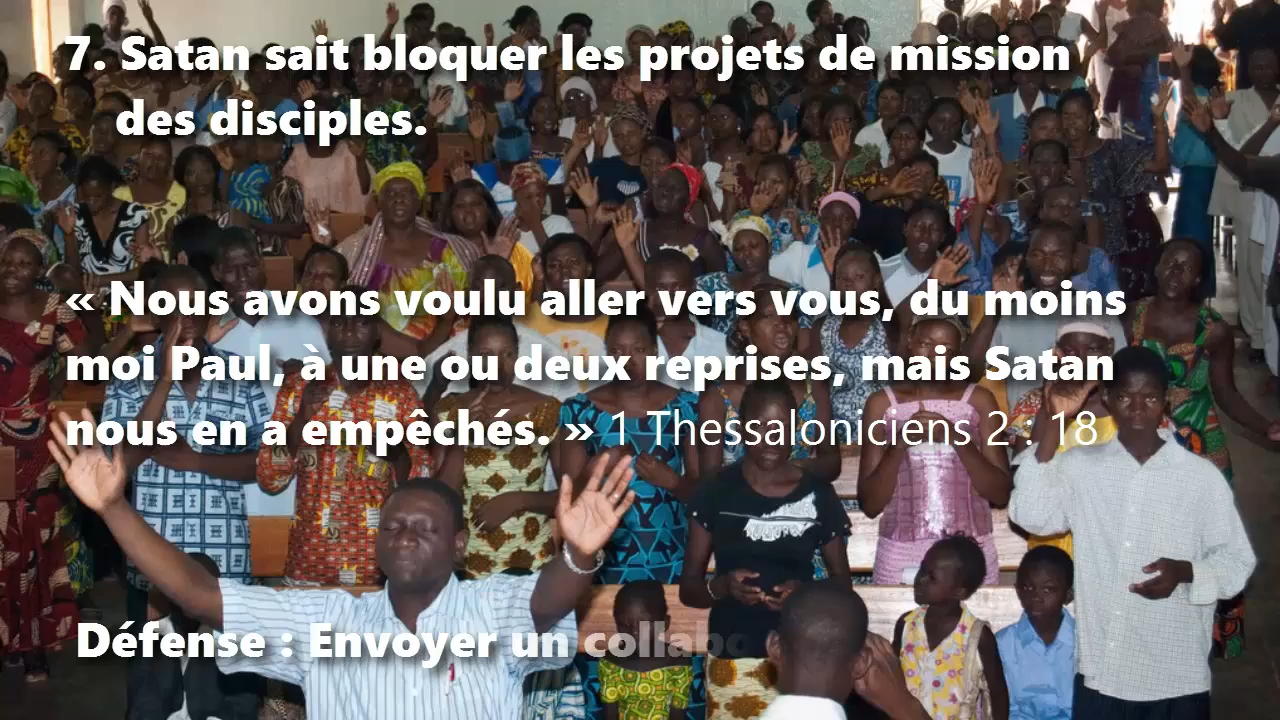 7. Satan sait bloquer les projets de mission
des disciples.
« Nous avons voulu aller vers vous, du moins
moi Paul, à une ou deux reprises, mais Satan
nous en a empêchés. » 1 Thessaloniciens 2 : 18
Défense : Envoyer un